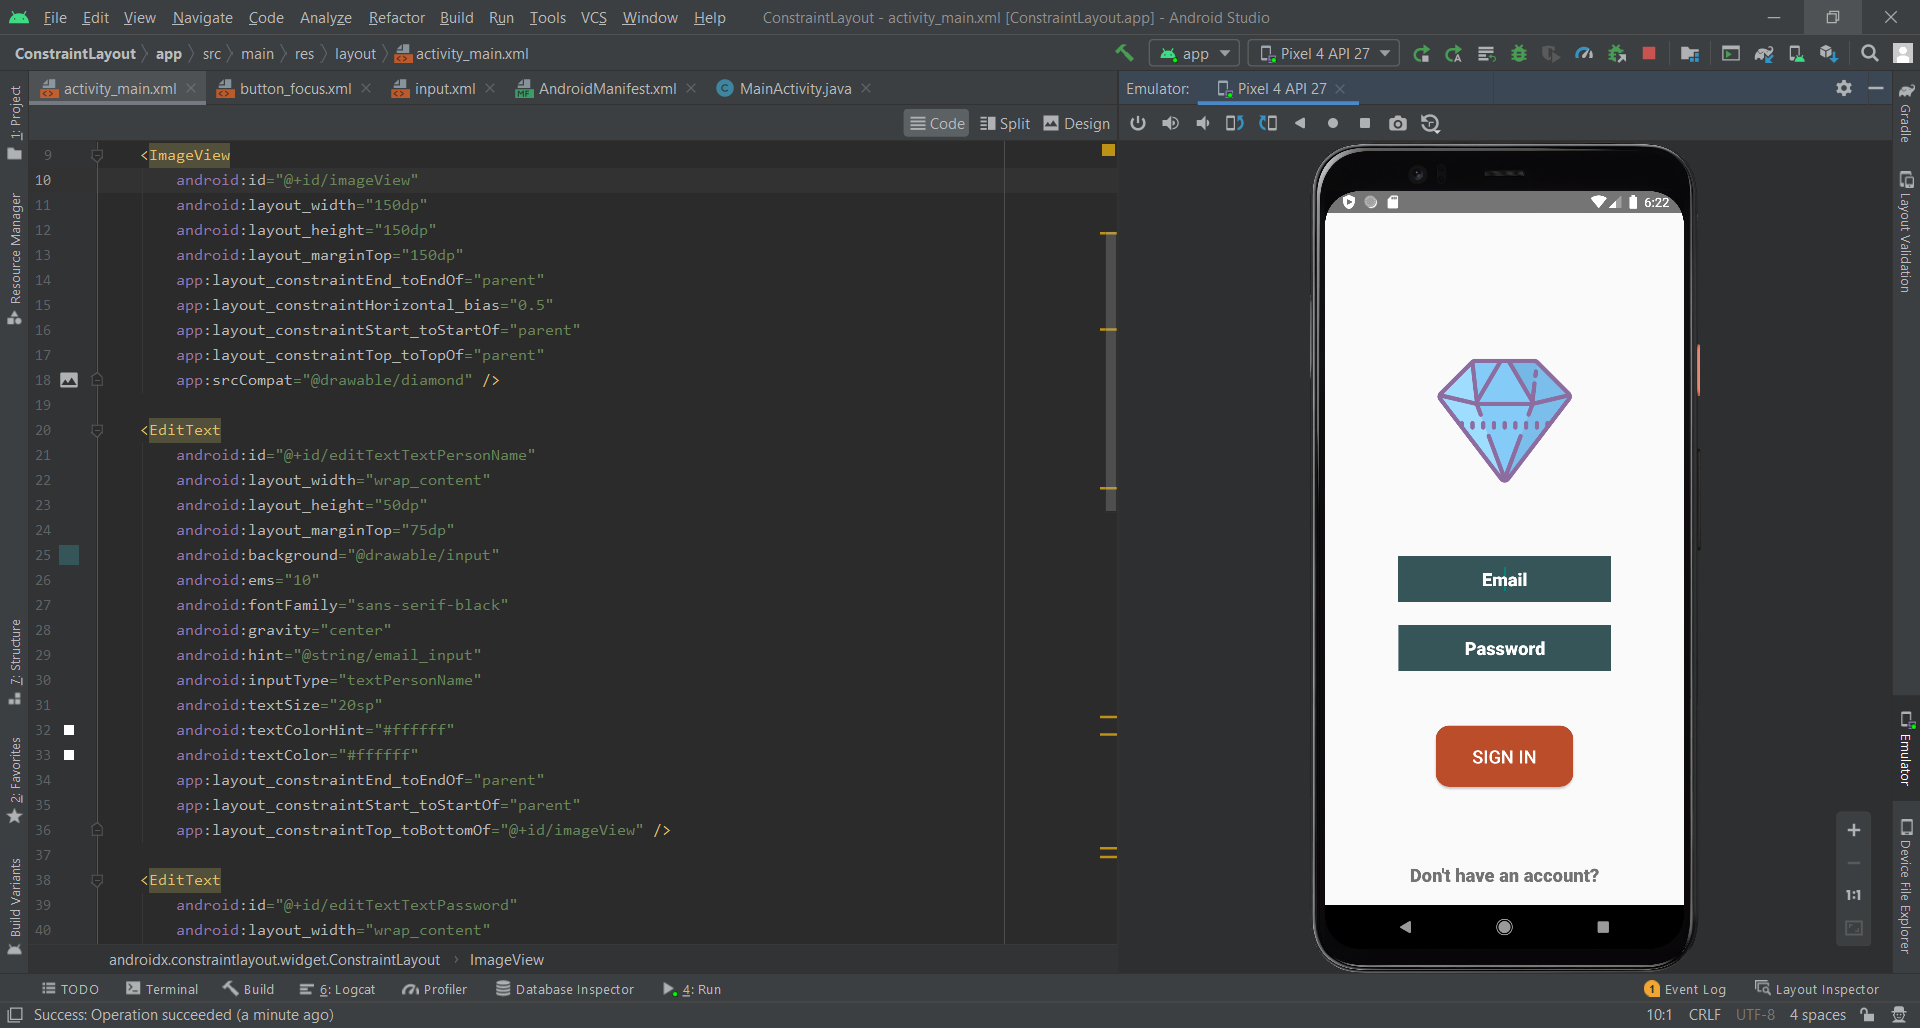 File Edit View Navigate Code Analyze Refactor Build Run Tools VCS Window Help ConstraintLayout - activity_main.xml [ConstraintLayout.app] - Android Studio
ConstraintLayout app src main res layout activity_main.xml app Pixel 4 API 27
activity_main.xml button_focus.xml input.xml AndroidManifest.xml MainActivity.java Emulator: Pixel 4 API 27
Code Split Design
1: Project
Resource Manager
7: Structure
2: Favorites
Build Variants
9 <ImageView
10 android:id="@+id/imageView"
11 android:layout_width="150dp"
12 android:layout_height="150dp"
13 android:layout_marginTop="150dp"
14 app:layout_constraintEnd_toEndOf="parent"
15 app:layout_constraintHorizontal_bias="0.5"
16 app:layout_constraintStart_toStartOf="parent"
17 app:layout_constraintTop_toTopOf="parent"
18 app:srcCompat="@drawable/diamond" />
19
20 <EditText
21 android:id="@+id/editTextTextPersonName"
22 android:layout_width="wrap_content"
23 android:layout_height="50dp"
24 android:layout_marginTop="75dp"
25 android:background="@drawable/input"
26 android:ems="10"
27 android:fontFamily="sans-serif-black"
28 android:gravity="center"
29 android:hint="@string/email_input"
30 android:inputType="textPersonName"
31 android:textSize="20sp"
32 android:textColorHint="#ffffff"
33 android:textColor="#ffffff"
34 app:layout_constraintEnd_toEndOf="parent"
35 app:layout_constraintStart_toStartOf="parent"
36 app:layout_constraintTop_toBottomOf="@+id/imageView" />
37
38 <EditText
39 android:id="@+id/editTextTextPassword"
40 android:layout_width="wrap_content"
androidx.constraintlayout.widget.ConstraintLayout ImageView
6:22
Email
Password
SIGN IN
Don't have an account?
1:1
Gradle
Layout Validation
Emulator
Device File Explorer
TODO Terminal Build 6: Logcat Profiler Database Inspector 4: Run 1 Event Log Layout Inspector
Success: Operation succeeded (a minute ago) 10:1 CRLF UTF-8 4 spaces